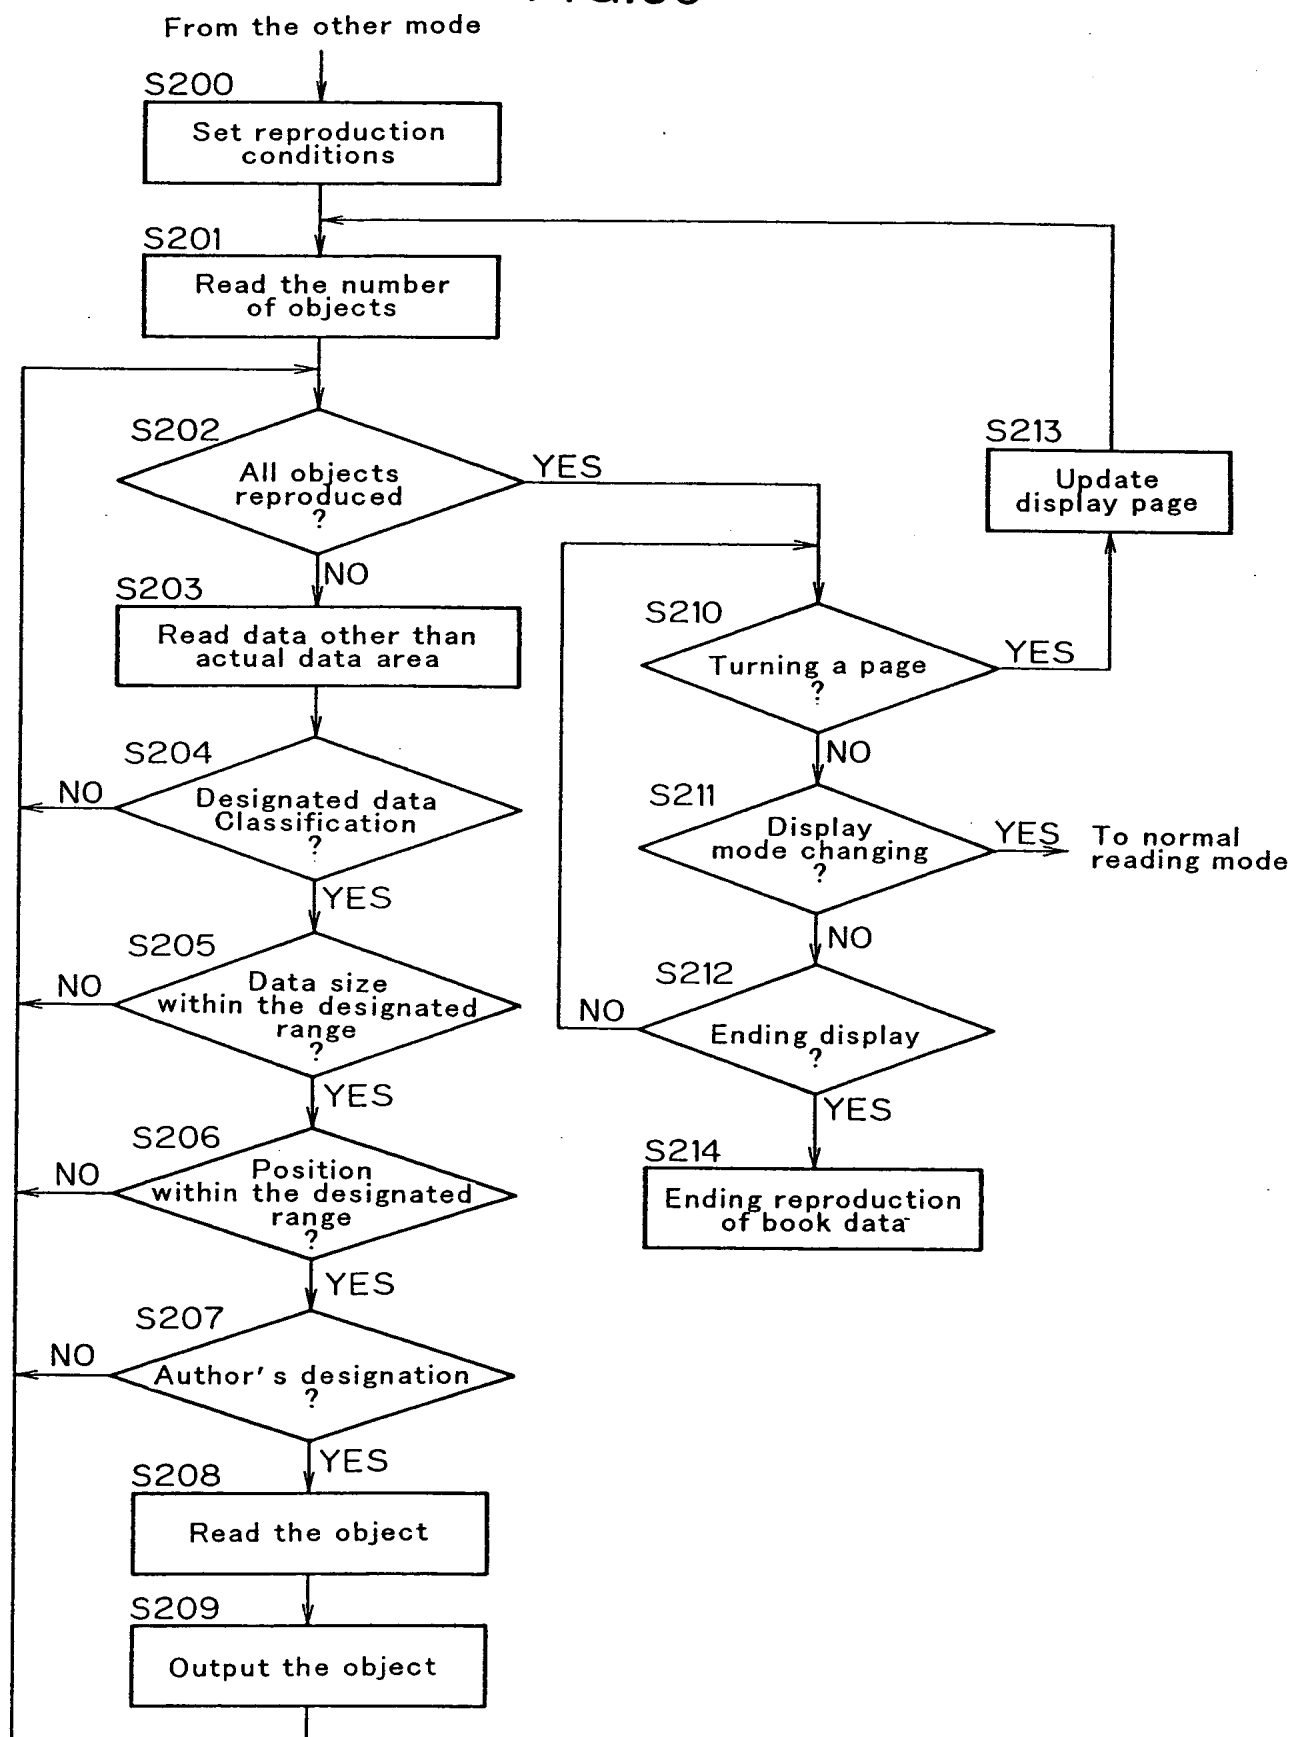 From the other mode
S200
Set reproduction
conditions
S201
Read the number
of objects
S202
All objects
reproduced
?
YES
NO
S203
Read data other than
actual data area
S204
NO
Designated data
Classification
?
YES
S205
NO
Data size
within the designated
range
?
YES
S206
NO
Position
within the designated
range
?
YES
S207
NO
Author's designation
?
YES
S208
Read the object
S209
Output the object
S213
Update
display page
S210
Turning a page
?
YES
NO
S211
Display
mode changing
?
YES
To normal
reading mode
NO
S212
NO
Ending display
?
YES
S214
Ending reproduction
of book data